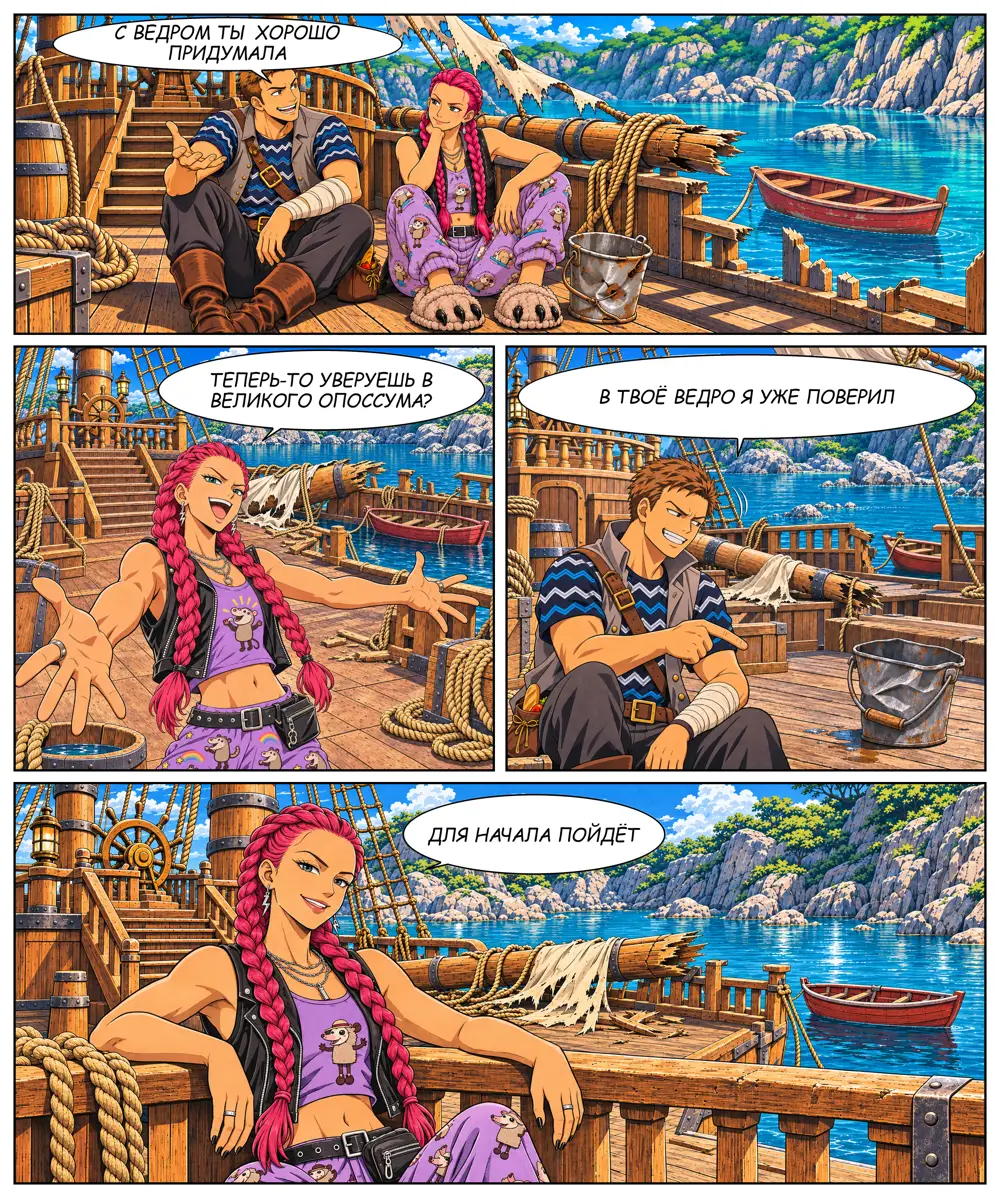 С ВЕДРОМ ТЫ ХОРОШО
ПРИДУМАЛА
ТЕПЕРЬ-ТО УВЕРУЕШЬ В
ВЕЛИКОГО ОПОССУМА?
В ТВОЁ ВЕДРО Я УЖЕ ПОВЕРИЛ
ДЛЯ НАЧАЛА ПОЙДЁТ